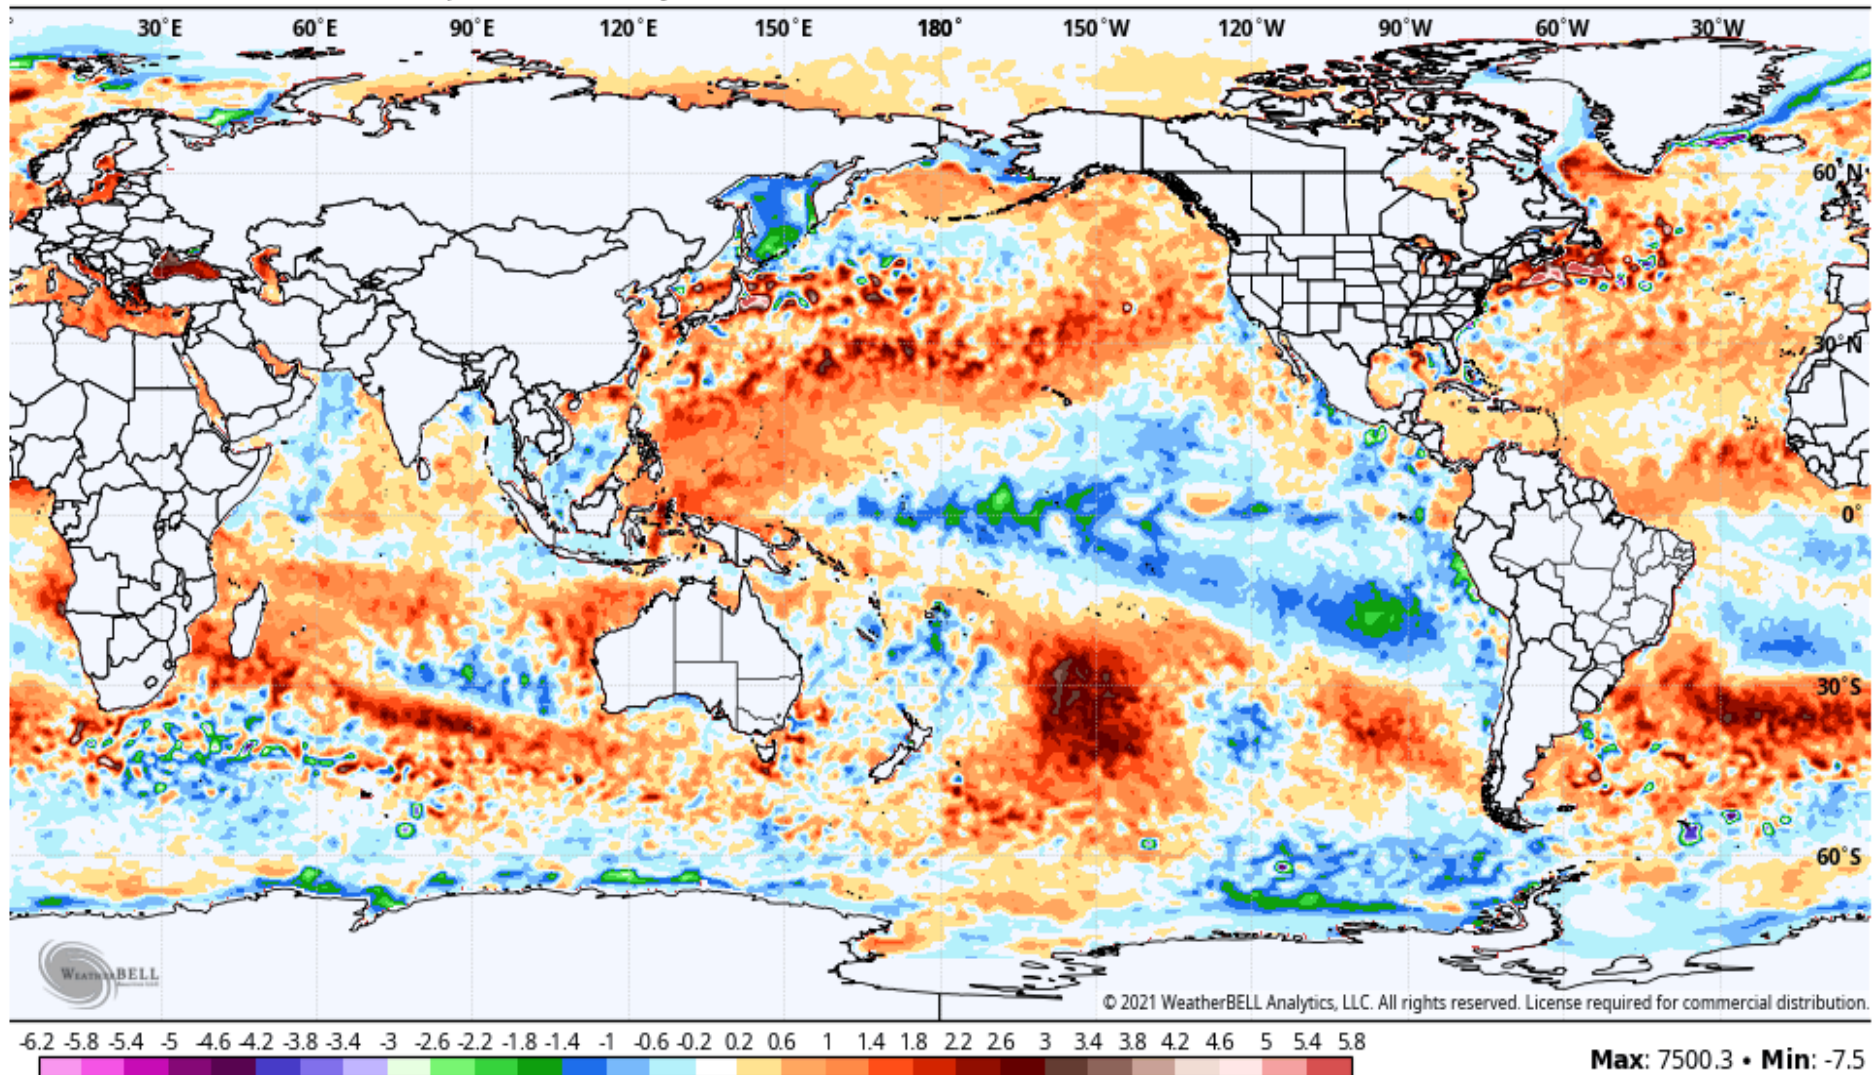 30°E 60°E 90°E 120°E 150°E 180 150°W 120°W 90°W 60°W 30°W
60°N
30°N
0°
30°S
60°S
WEATHERBELL
© 2021 WeatherBELL Analytics, LLC. All rights reserved. License required for commercial distribution.
-6.2 -5.8 -5.4 -5 -4.6 -4.2 -3.8 -3.4 -3 -2.6 -2.2 -1.8 -1.4 -1 -0.6 -0.2 0.2 0.6 1 1.4 1.8 2.2 2.6 3 3.4 3.8 4.2 4.6 5 5.4 5.8
Max: 7500.3 • Min: -7.5